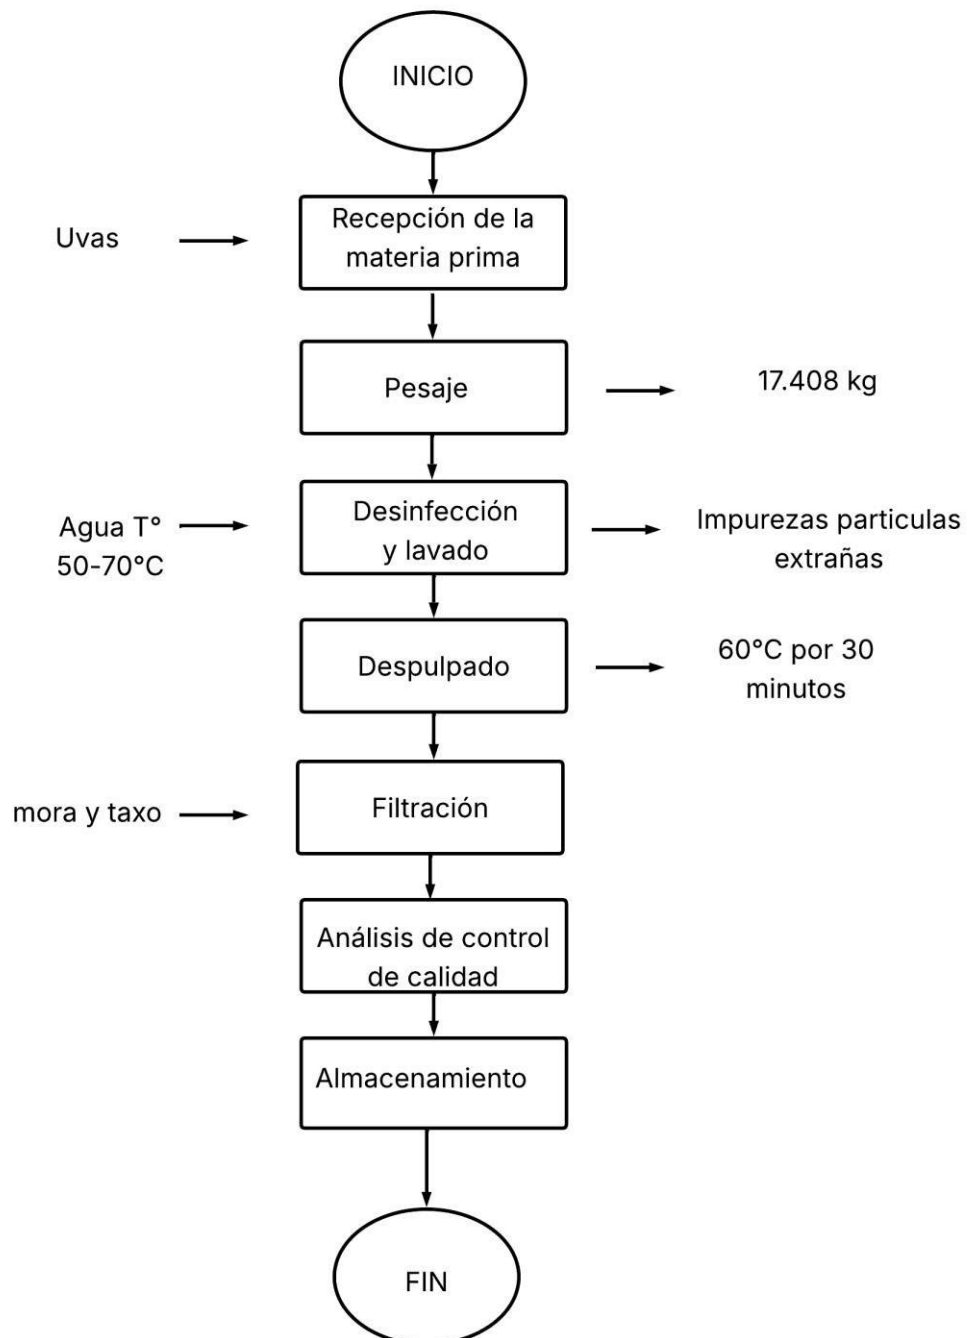 INICIO
Uvas
Recepción de la
materia prima
Pesaje
17.408 kg
Agua T°
50-70°C
Desinfección
y lavado
Impurezas particulas
extrañas
Despulpado
60°C por 30
minutos
mora y taxo
Filtración
Análisis de control
de calidad
Almacenamiento
FIN